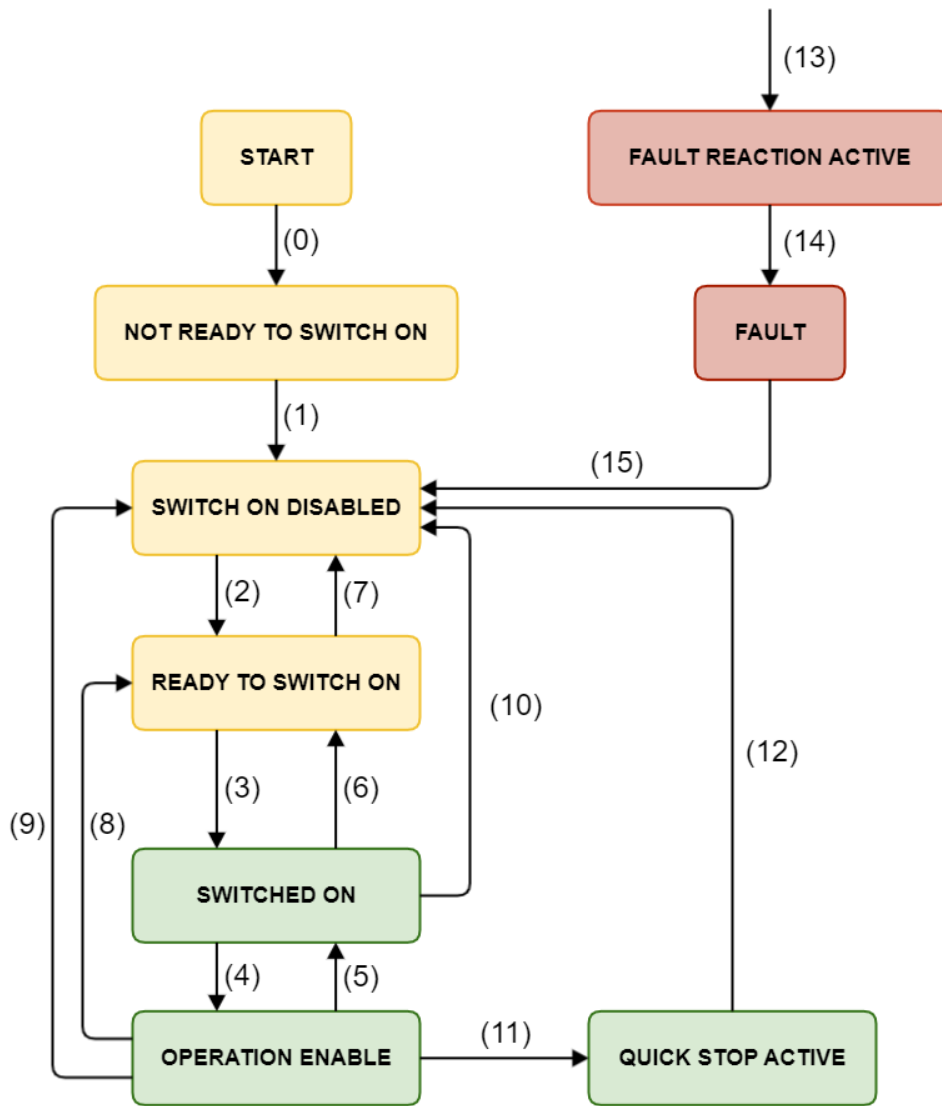 (13)
START
FAULT REACTION ACTIVE
(0)
(14)
NOT READY TO SWITCH ON
FAULT
(1)
(15)
SWITCH ON DISABLED
(2)
(7)
READY TO SWITCH ON
(10)
(12)
(3)
(6)
(9)
(8)
SWITCHED ON
(4)
(5)
(11)
OPERATION ENABLE
QUICK STOP ACTIVE